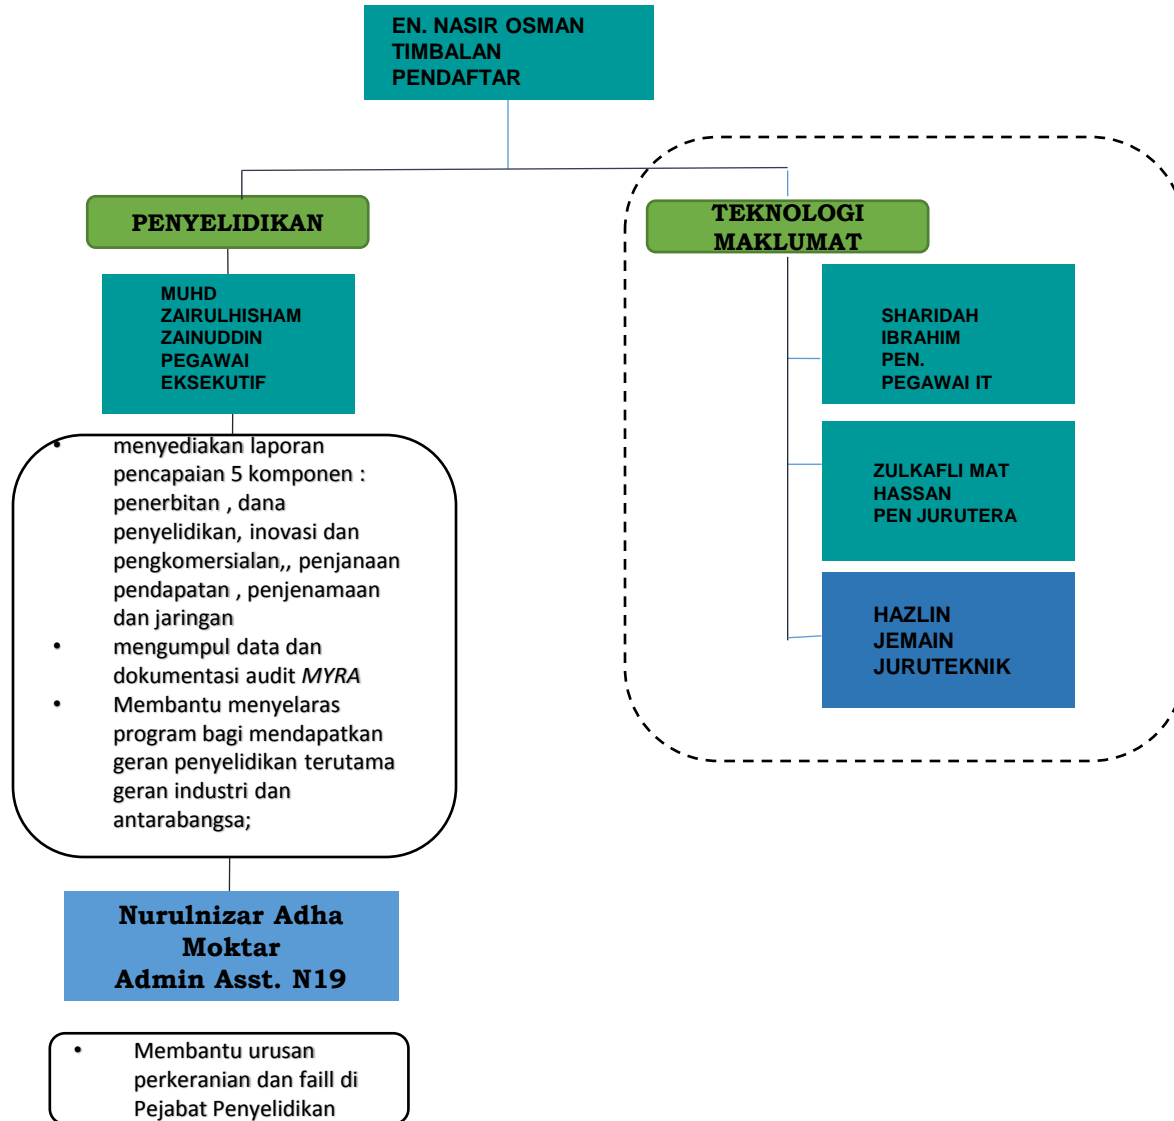 EN. NASIR OSMAN
TIMBALAN
PENDAFTAR
PENYELIDIKAN
MUHD
ZAIRULHISHAM
ZAINUDDIN
PEGAWAI
EKSEKUTIF
• menyediakan laporan
pencapaian 5 komponen :
penerbitan , dana
penyelidikan, inovasi dan
pengkomersialan,, penjanaan
pendapatan , penjenamaan
dan jaringan
• mengumpul data dan
dokumentasi audit MYRA
• Membantu menyelaras
program bagi mendapatkan
geran penyelidikan terutama
geran industri dan
antarabangsa;
Nurulnizar Adha
Moktar
Admin Asst. N19
• Membantu urusan
perkeranian dan faill di
Pejabat Penyelidikan
TEKNOLOGI
MAKLUMAT
SHARIDAH
IBRAHIM
PEN.
PEGAWAI IT
ZULKAFLI MAT
HASSAN
PEN JURUTERA
HAZLIN
JEMAIN
JURUTEKNIK